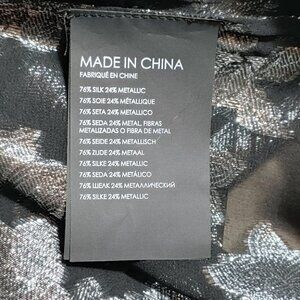 MADE IN CHINA
FABRIQUÉ EN CHINE
76% SILK 24% METALLIC
76% SOIE 24% MÉTALLIQUE
76% SETA 24% METALLICO
76% SEDA 24% METAL, FIBRAS
METALIZADAS O FIBRA DE METAL
76% SEIDE 24% METALLISCH
76% ZIJDE 24% METAAL
76% SILKE 24% METALLIC
76% SEDA 24% METÁLICO
76% ШЕЛК 24% МЕТАЛЛИЧЕСКИЙ
76% SILKE 24% METALLIC